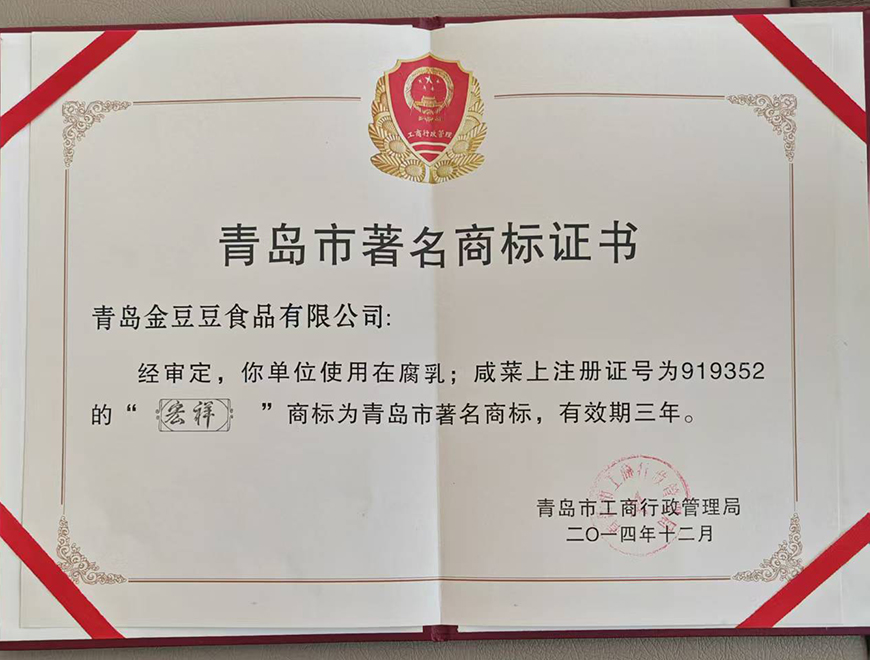 工商行政管理
青岛市著名商标证书
青岛金豆豆食品有限公司:
经审定，你单位使用在腐乳；咸菜上注册证号为919352
的“宏祥”商标为青岛市著名商标，有效期三年。
青岛市工商行政管理局
二〇一四年十二月